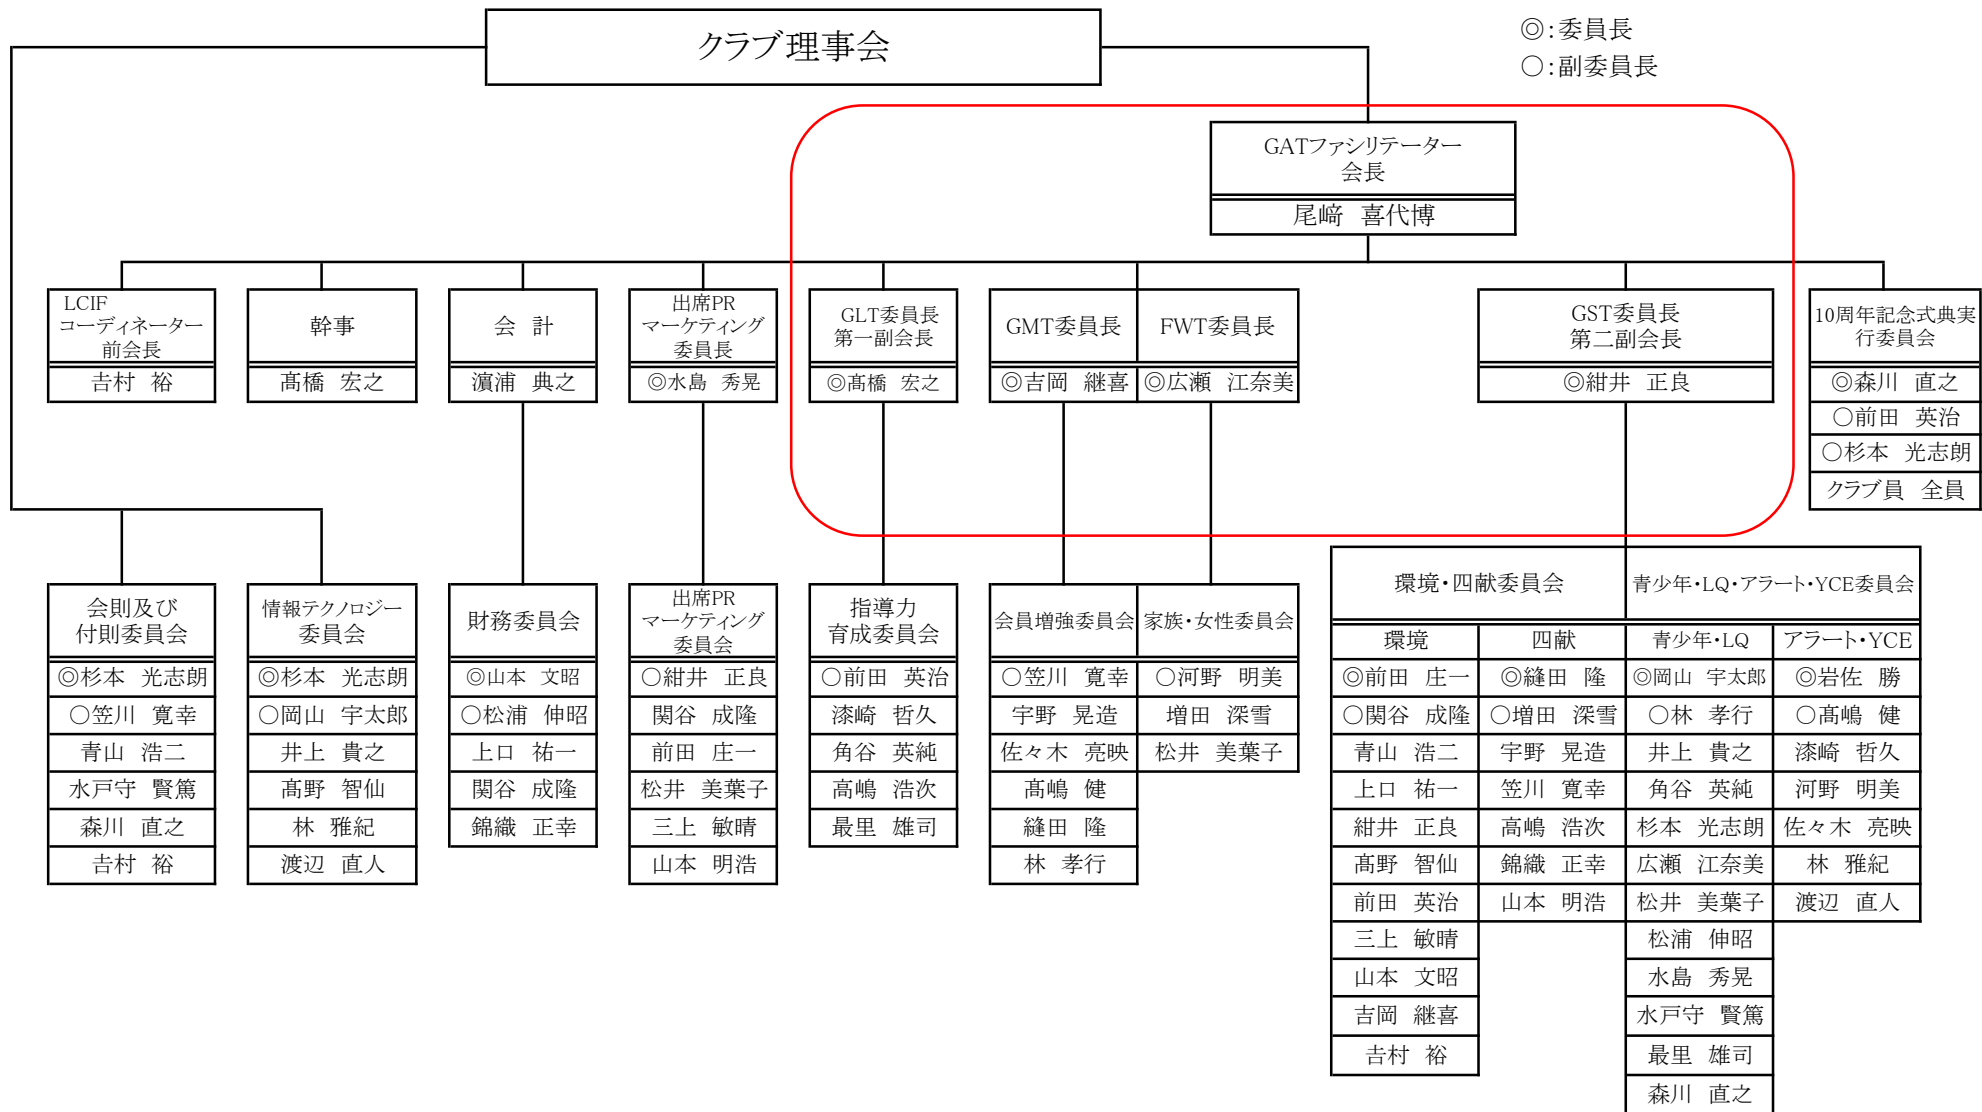 クラブ理事会
◎：委員長
○：副委員長
GATファシリテーター
会長
尾﨑　喜代博
LCIF
コーディネーター
前会長
𠮷村　裕
幹事
髙橋　宏之
会　計
濵浦　典之
出席PR
マーケティング
委員長
◎水島　秀晃
GLT委員長
第一副会長
◎髙橋　宏之
GMT委員長
◎吉岡　継喜
FWT委員長
◎広瀬　江奈美
GST委員長
第二副会長
◎紺井　正良
10周年記念式典実
行委員会
◎森川　直之
○前田　英治
○杉本　光志朗
クラブ員　全員
会則及び
付則委員会
◎杉本　光志朗
○笠川　寛幸
青山　浩二
水戸守　賢篤
森川　直之
𠮷村　裕
情報テクノロジー
委員会
◎杉本　光志朗
○岡山　宇太郎
井上　貴之
髙野　智仙
林　雅紀
渡辺　直人
財務委員会
◎山本　文昭
○松浦　伸昭
上口　祐一
関谷　成隆
錦織　正幸
出席PR
マーケティング
委員会
○紺井　正良
関谷　成隆
前田　庄一
松井　美葉子
三上　敏晴
山本　明浩
指導力
育成委員会
○前田　英治
漆崎　哲久
角谷　英純
高嶋　浩次
最里　雄司
会員増強委員会
○笠川　寛幸
宇野　晃造
佐々木　亮映
髙嶋　健
縫田　隆
林　孝行
家族・女性委員会
○河野　明美
増田　深雪
松井　美葉子
環境・四献委員会
青少年・LQ・アラート・YCE委員会
環境
◎前田　庄一
○関谷　成隆
青山　浩二
上口　祐一
紺井　正良
髙野　智仙
前田　英治
三上　敏晴
山本　文昭
吉岡　継喜
𠮷村　裕
四献
◎縫田　隆
○増田　深雪
宇野　晃造
笠川　寛幸
高嶋　浩次
錦織　正幸
山本　明浩
青少年・LQ
◎岡山　宇太郎
○林　孝行
井上　貴之
角谷　英純
杉本　光志朗
広瀬　江奈美
松井　美葉子
松浦　伸昭
水島　秀晃
水戸守　賢篤
最里　雄司
森川　直之
アラート・YCE
◎岩佐　勝
○髙嶋　健
漆崎　哲久
河野　明美
佐々木　亮映
林　雅紀
渡辺　直人